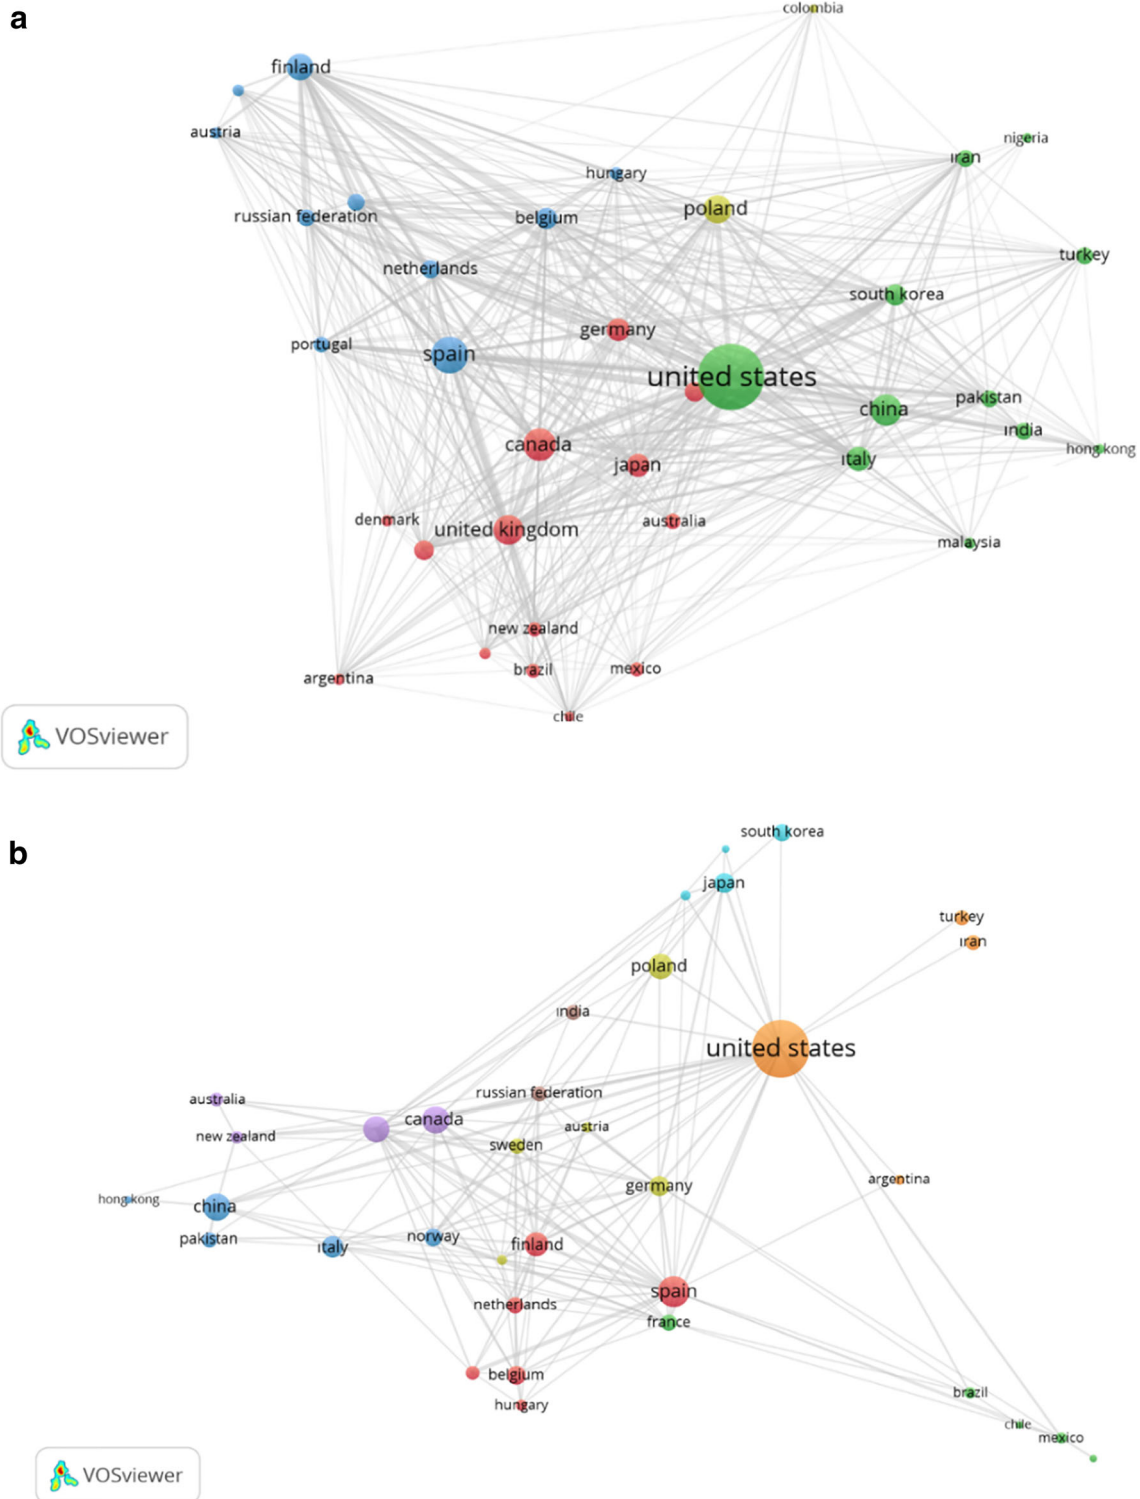 a
colombia
finland
austria
nigeria
iran
hungary
russian federation
belgium
poland
turkey
netherlands
south korea
germany
portugal
spain
united states
pakistan
china
india
canada
hong kong
italy
japan
denmark
united kingdom
australia
malaysia
new zealand
brazil
mexico
argentina
chile
VOSviewer
b
south korea
japan
turkey
iran
poland
india
united states
russian federation
australia
canada
austria
new zealand
sweden
argentina
germany
hong kong
china
pakistan
italy
norway
finland
spain
netherlands
france
belgium
brazil
hungary
chile
mexico
VOSviewer